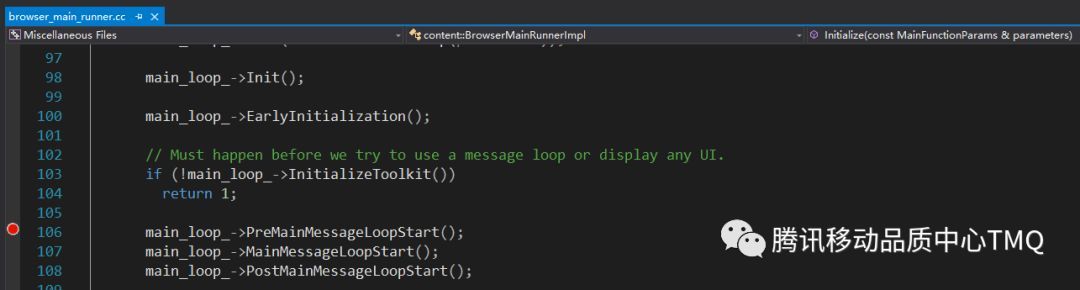 browser_main_runner.cc
Miscellaneous Files
content::BrowserMainRunnerImpl
Initialize(const MainFunctionParams & parameters)
97
98 main_loop_->Init();
99
100 main_loop_->EarlyInitialization();
101
102 // Must happen before we try to use a message loop or display any UI.
103 if (!main_loop_->InitializeToolkit())
104 return 1;
105
106 main_loop_->PreMainMessageLoopStart();
107 main_loop_->MainMessageLoopStart();
108 main_loop_->PostMainMessageLoopStart();
腾讯移动品质中心TMQ